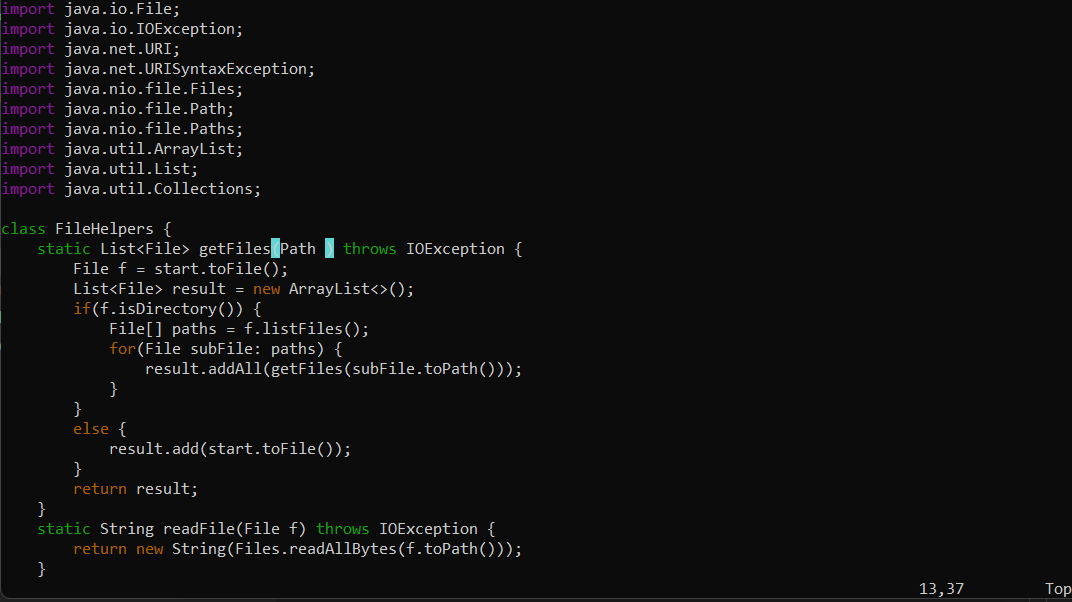 import java.io.File;
import java.io.IOException;
import java.net.URI;
import java.net.URISyntaxException;
import java.nio.file.Files;
import java.nio.file.Path;
import java.nio.file.Paths;
import java.util.ArrayList;
import java.util.List;
import java.util.Collections;

class FileHelpers {
    static List<File> getFiles(Path ) throws IOException {
        File f = start.toFile();
        List<File> result = new ArrayList<>();
        if(f.isDirectory()) {
            File[] paths = f.listFiles();
            for(File subFile: paths) {
                result.addAll(getFiles(subFile.toPath()));
            }
        }
        else {
            result.add(start.toFile());
        }
        return result;
    }
    static String readFile(File f) throws IOException {
        return new String(Files.readAllBytes(f.toPath()));
    }
13,37 Top